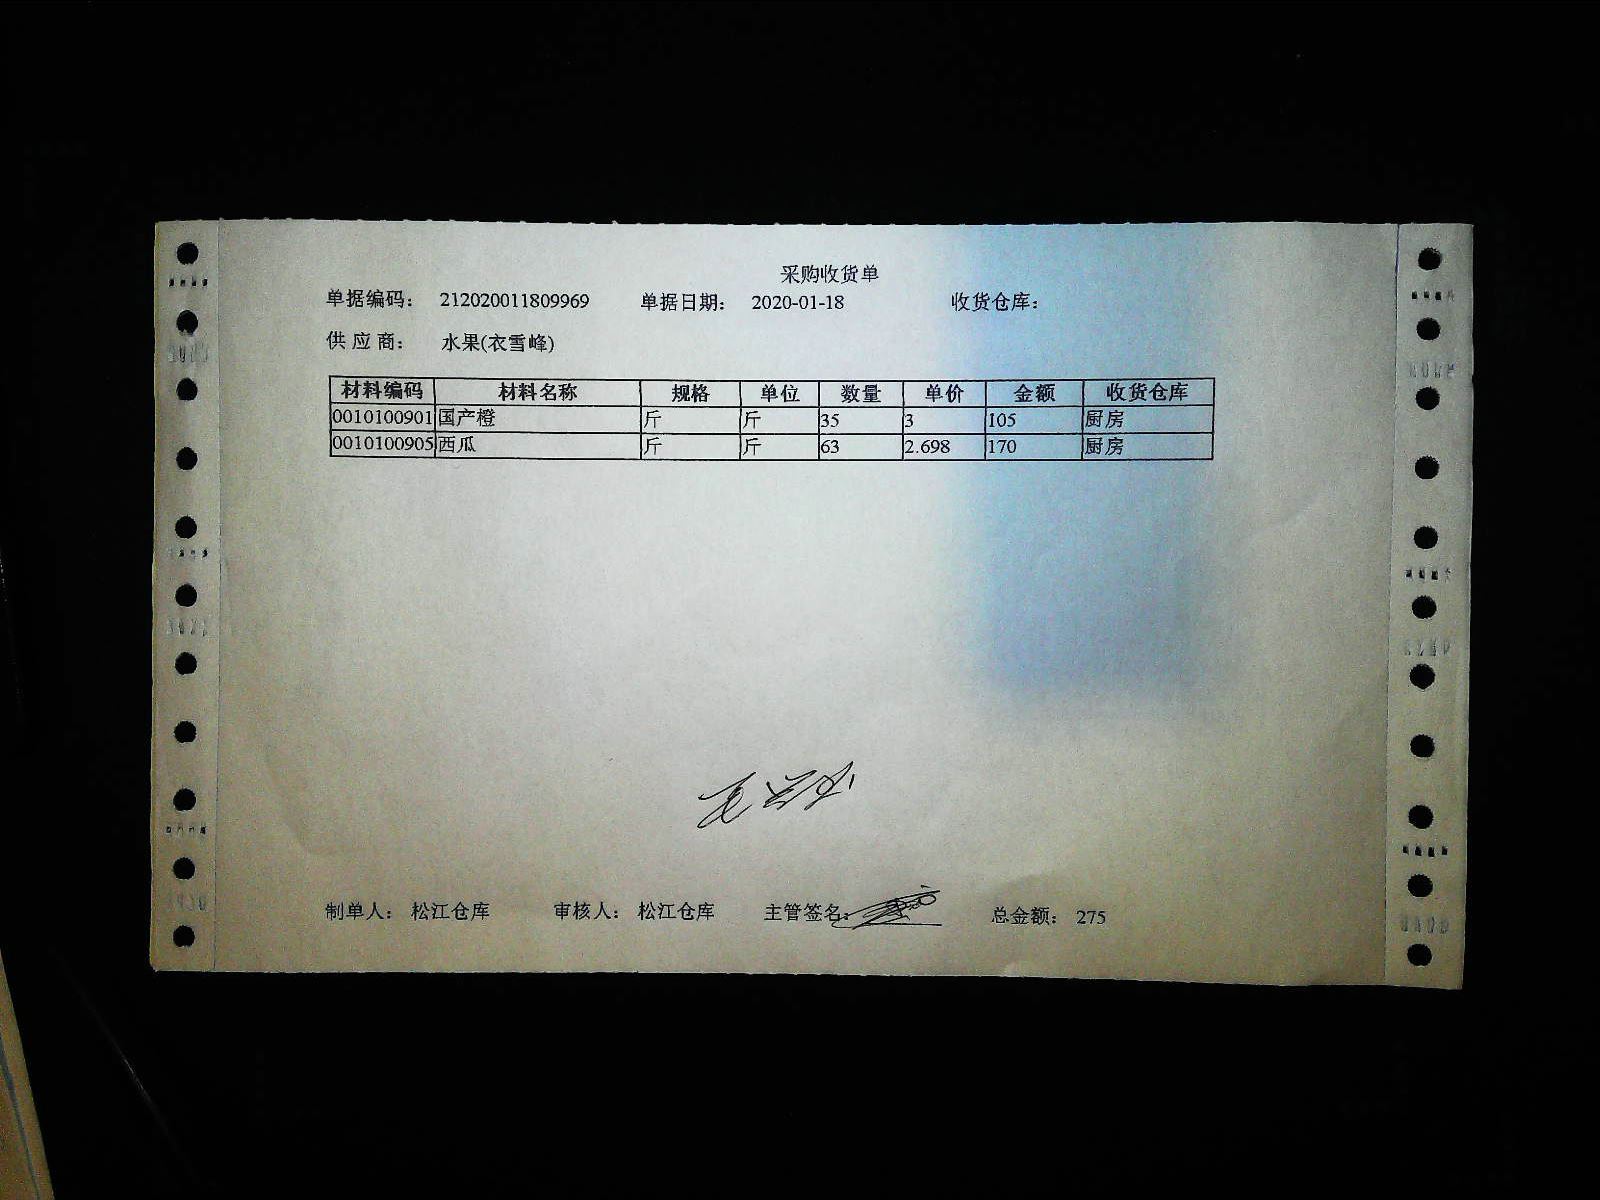 采购收货单
单据编码： 212020011809969 单据日期： 2020-01-18 收货仓库：
供 应 商： 水果(衣雪峰)
材料编码 材料名称 规格 单位 数量 单价 金额 收货仓库
0010100901 国产橙 斤 斤 35 3 105 厨房
0010100905 西瓜 斤 斤 63 2.698 170 厨房
制单人： 松江仓库 审核人： 松江仓库 主管签名： 总金额： 275